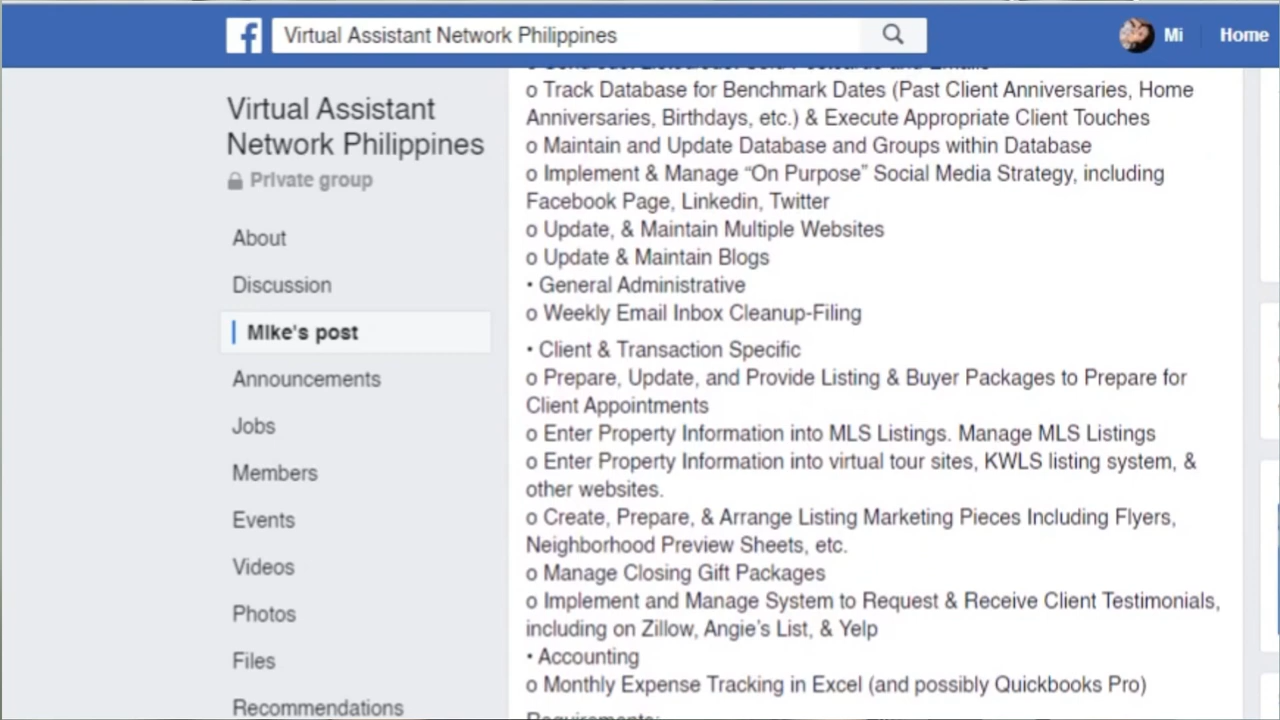 Virtual Assistant Network Philippines
Mi
Home
Virtual Assistant
Network Philippines
Private group
About
Discussion
MIke's post
Announcements
Jobs
Members
Events
Videos
Photos
Files
Recommendations
o Track Database for Benchmark Dates (Past Client Anniversaries, Home
Anniversaries, Birthdays, etc.) & Execute Appropriate Client Touches
o Maintain and Update Database and Groups within Database
o Implement & Manage “On Purpose” Social Media Strategy, including
Facebook Page, Linkedin, Twitter
o Update, & Maintain Multiple Websites
o Update & Maintain Blogs
• General Administrative
o Weekly Email Inbox Cleanup-Filing
• Client & Transaction Specific
o Prepare, Update, and Provide Listing & Buyer Packages to Prepare for
Client Appointments
o Enter Property Information into MLS Listings. Manage MLS Listings
o Enter Property Information into virtual tour sites, KWLS listing system, &
other websites.
o Create, Prepare, & Arrange Listing Marketing Pieces Including Flyers,
Neighborhood Preview Sheets, etc.
o Manage Closing Gift Packages
o Implement and Manage System to Request & Receive Client Testimonials,
including on Zillow, Angie’s List, & Yelp
• Accounting
o Monthly Expense Tracking in Excel (and possibly Quickbooks Pro)
Requirements: